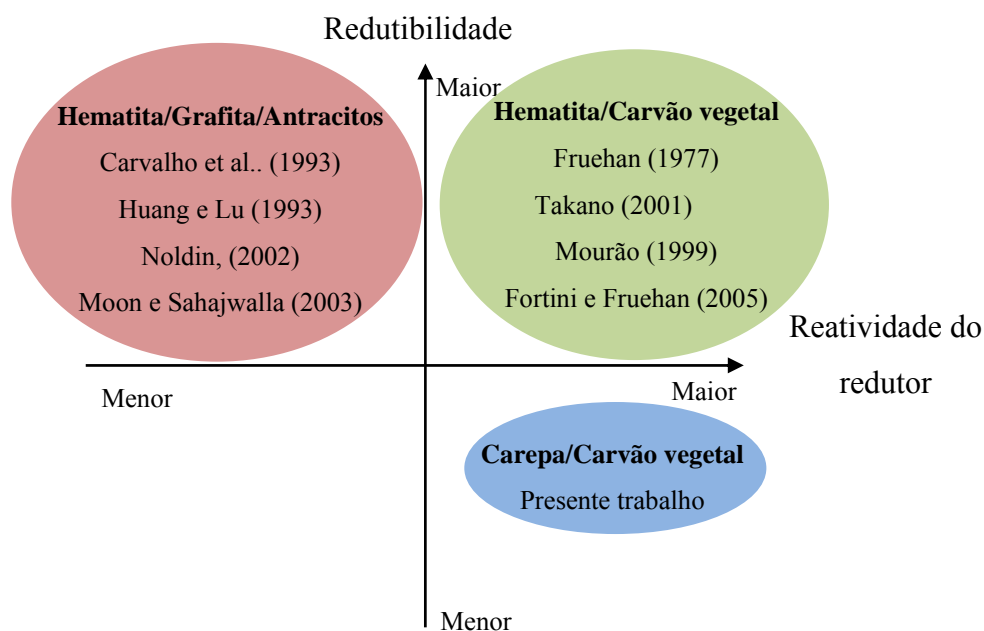 Redutibilidade
Maior
Hematita/Grafita/Antracitos
Carvalho et al.. (1993)
Huang e Lu (1993)
Noldin, (2002)
Moon e Sahajwalla (2003)
Hematita/Carvão vegetal
Fruehan (1977)
Takano (2001)
Mourão (1999)
Fortini e Fruehan (2005)
Reatividade do
redutor
Menor
Maior
Carepa/Carvão vegetal
Presente trabalho
Menor